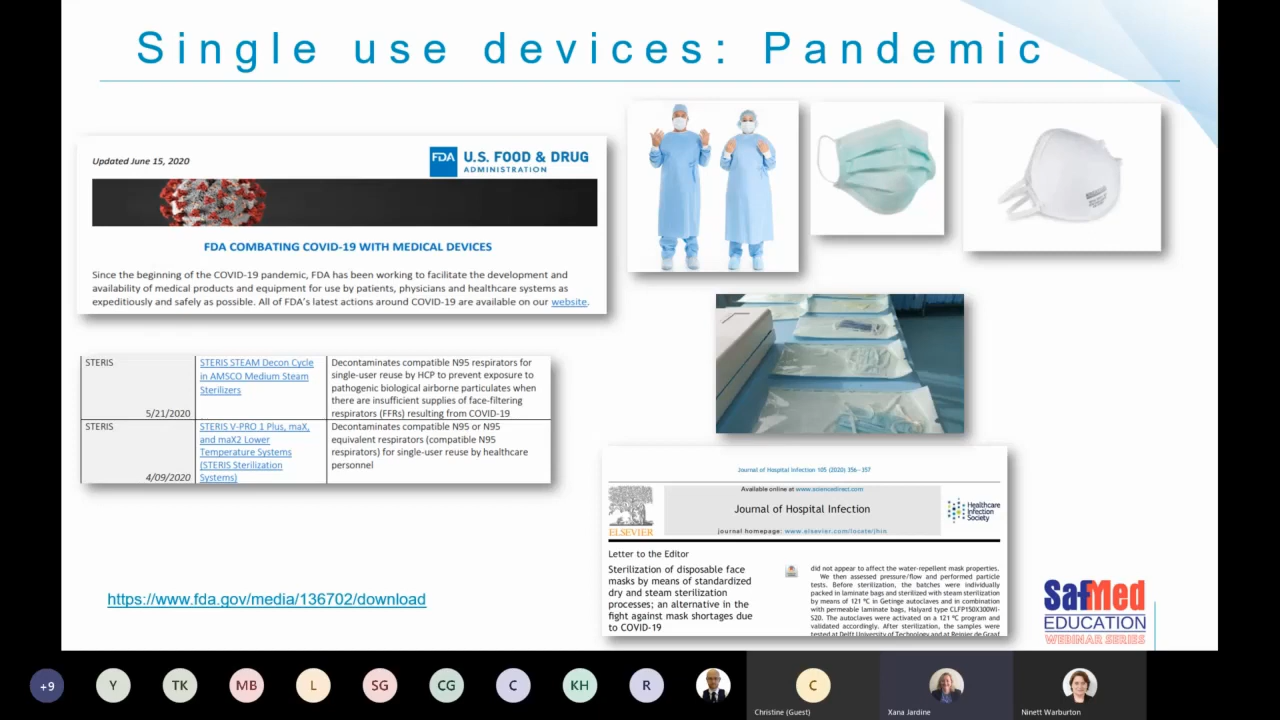 Single use devices: Pandemic
Updated June 15, 2020
FDA
U.S. FOOD & DRUG
ADMINISTRATION
FDA COMBATING COVID-19 WITH MEDICAL DEVICES
Since the beginning of the COVID-19 pandemic, FDA has been working to facilitate the development and
availability of medical products and equipment for use by patients, physicians and healthcare systems as
expeditiously and safely as possible. All of FDA's latest actions around COVID-19 are available on our website.
STERIS
5/21/2020
STERIS STEAM Decon Cycle
in AMSCO Medium Steam
Sterilizers
Decontaminates compatible N95 respirators for
single-user reuse by HCP to prevent exposure to
pathogenic biological airborne particulates when
there are insufficient supplies of face-filtering
respirators (FFRs) resulting from COVID-19
STERIS
4/09/2020
STERIS V-PRO 1 Plus, maX,
and maX2 Lower
Temperature Systems
(STERIS Sterilization
Systems)
Decontaminates compatible N95 or N95
equivalent respirators (compatible N95
respirators) for single-user reuse by healthcare
personnel
https://www.fda.gov/media/136702/download
Journal of Hospital Infection 105 (2020) 356-357
Available online at www.sciencedirect.com
Journal of Hospital Infection
journal homepage: www.elsevier.com/locate/jhin
ELSEVIER
Healthcare
Infection
Society
Letter to the Editor
Sterilization of disposable face
masks by means of standardized
dry and steam sterilization
processes; an alternative in the
fight against mask shortages due
to COVID-19
did not appear to affect the water-repellent mask properties.
We then assessed pressure/flow and performed particle
tests. Before sterilization, the batches were individually
packed in laminate bags and sterilized with steam sterilization
by means of 121 ºC in Getinge autoclaves and in combination
with permeable laminate bags, Halyard type CLFP150X300WI-
S20. The autoclaves were activated on a 121 ºC program and
validated accordingly. After sterilization, the samples were
tested at Delft University of Technology and at Reinier de Graaf
SafMed
EDUCATION
WEBINAR SERIES
+9
Y
TK
MB
L
SG
CG
C
KH
R
C
Christine (Guest)
Xana Jardine
Ninett Warburton